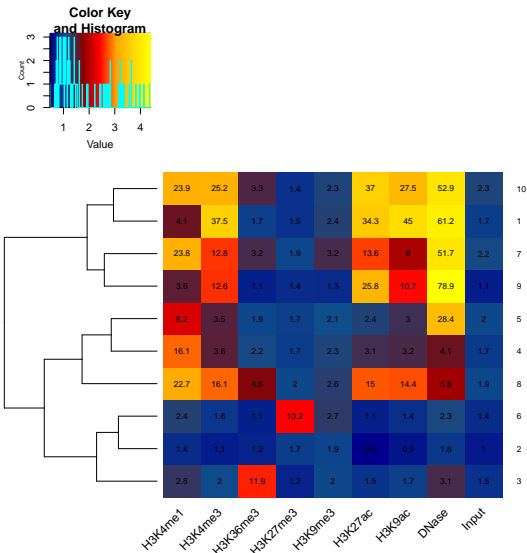 Color Key
and Histogram
Count
0 1 2 3
1 2 3 4
Value
23.9 25.2 3.3 1.4 2.3 37 27.5 52.9 2.3 10
4.1 37.5 1.7 1.5 2.4 34.3 45 61.2 1.7 1
23.8 12.8 3.2 1.9 3.2 13.6 6 51.7 2.2 7
3.6 12.6 1.1 1.4 1.3 25.8 10.7 78.9 1.1 9
8.2 3.5 1.9 1.7 2.1 2.4 3 28.4 2 5
16.1 3.6 2.2 1.7 2.3 3.1 3.2 4.1 1.7 4
22.7 16.1 4.6 2 2.6 15 14.4 5.8 1.9 8
2.4 1.6 1.1 10.2 2.7 1.1 1.4 2.3 1.4 6
1.4 1.1 1.2 1.7 1.9 0.9 1.6 1 2
2.8 2 11.9 1.2 2 1.5 1.7 3.1 1.5 3
H3K4me1 H3K4me3 H3K36me3 H3K27me3 H3K9me3 H3K27ac H3K9ac DNase Input